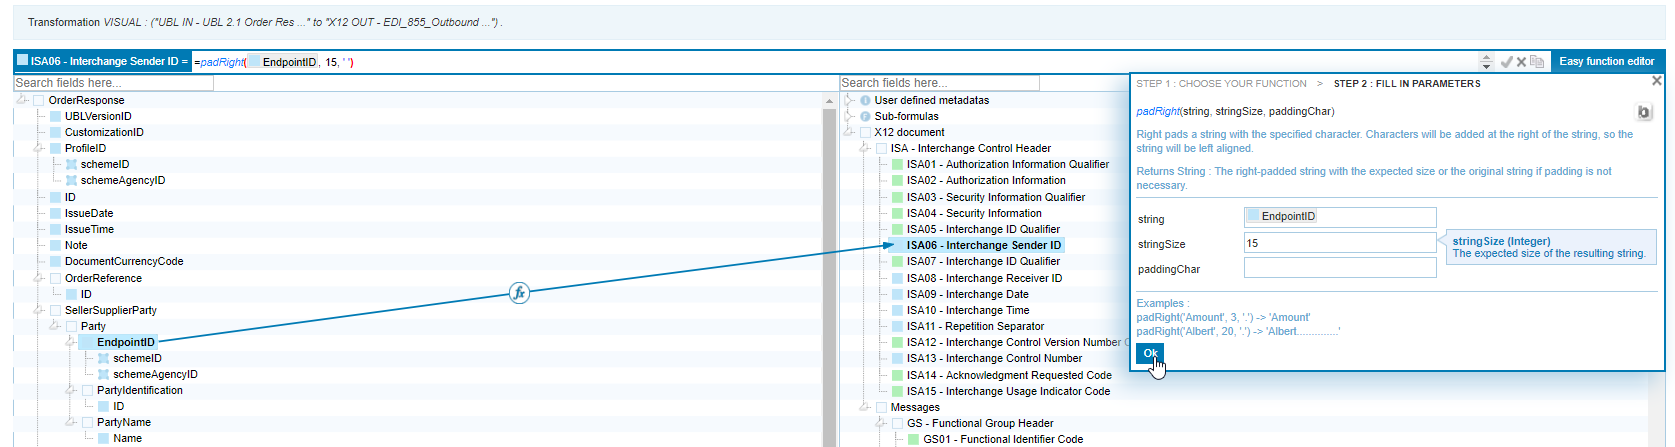 Transformation VISUAL : ("UBL IN - UBL 2.1 Order Res ..." to "X12 OUT - EDI_855_Outbound ...") .
ISA06 - Interchange Sender ID = =padRight( EndpointID , 15, ' ') Easy function editor
Search fields here...
OrderResponse
UBLVersionID
CustomizationID
ProfileID
schemeID
schemeAgencyID
ID
IssueDate
IssueTime
Note
DocumentCurrencyCode
OrderReference
ID
SellerSupplierParty
Party
EndpointID
schemeID
schemeAgencyID
PartyIdentification
ID
PartyName
Name
fx
Search fields here...
User defined metadatas
Sub-formulas
X12 document
ISA - Interchange Control Header
ISA01 - Authorization Information Qualifier
ISA02 - Authorization Information
ISA03 - Security Information Qualifier
ISA04 - Security Information
ISA05 - Interchange ID Qualifier
ISA06 - Interchange Sender ID
ISA07 - Interchange ID Qualifier
ISA08 - Interchange Receiver ID
ISA09 - Interchange Date
ISA10 - Interchange Time
ISA11 - Repetition Separator
ISA12 - Interchange Control Version Number
ISA13 - Interchange Control Number
ISA14 - Acknowledgment Requested Code
ISA15 - Interchange Usage Indicator Code
Messages
GS - Functional Group Header
GS01 - Functional Identifier Code
STEP 1 : CHOOSE YOUR FUNCTION > STEP 2 : FILL IN PARAMETERS
padRight(string, stringSize, paddingChar)
Right pads a string with the specified character. Characters will be added at the right of the string, so the
string will be left aligned.
Returns String : The right-padded string with the expected size or the original string if padding is not
necessary.
string EndpointID
stringSize 15
stringSize (Integer)
The expected size of the resulting string.
paddingChar
Examples :
padRight('Amount', 3, '.') -> 'Amount'
padRight('Albert', 20, '.') -> 'Albert..............'
Ok